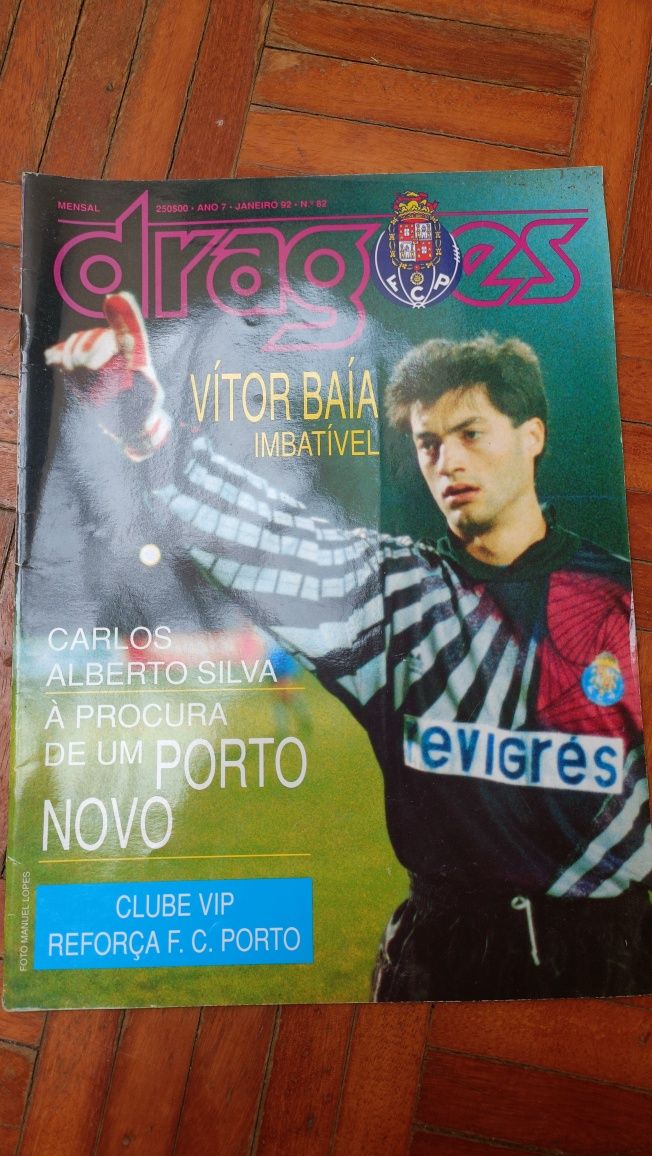 MENSAL 250$00 • ANO 7 • JANEIRO 92 • N.º 82
dragões
FCP
VÍTOR BAÍA
IMBATÍVEL
CARLOS
ALBERTO SILVA
À PROCURA
DE UM PORTO
NOVO
revigrés
CLUBE VIP
REFORÇA F. C. PORTO
FOTO MANUEL LOPES